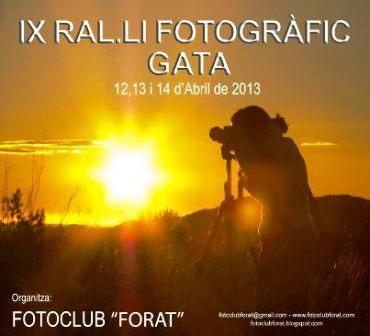 IX RAL.LI FOTOGRÀFIC
GATA
12,13 i 14 d'Abril de 2013
Organitza:
FOTOCLUB "FORAT"
fotoclubforat@gmail.com - www.fotoclubforat.com
fotoclubforat.blogspot.com